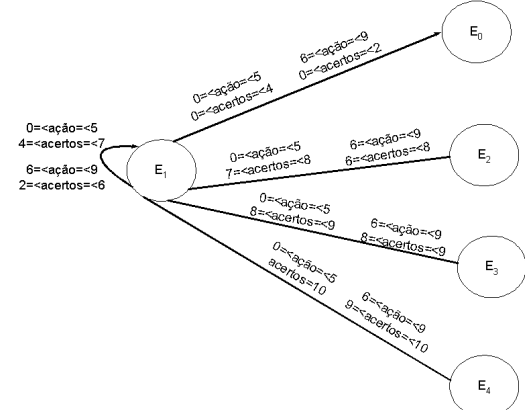 E0
6=<ação=<9
0=<acertos=<2
0=<ação=<5
0=<acertos=<4
0=<ação=<5
4=<acertos=<7
6=<ação=<9
2=<acertos=<6
E1
0=<ação=<5
7=<acertos=<8
6=<ação=<9
6=<acertos=<8
E2
0=<ação=<5
8=<acertos=<9
6=<ação=<9
8=<acertos=<9
E3
0=<ação=<5
acertos=10
6=<ação=<9
9=<acertos=<10
E4